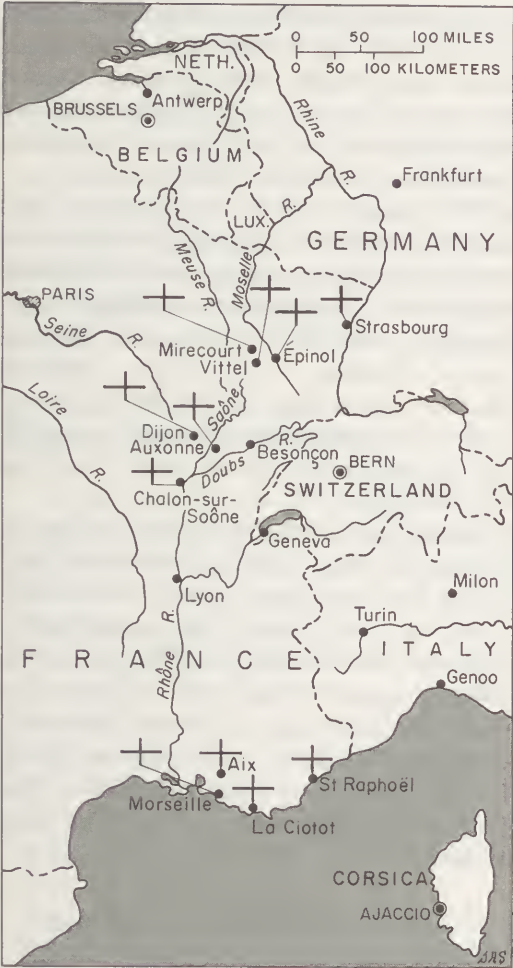 0 50 100 MILES
0 50 100 KILOMETERS
NETH.
Antwerp
BRUSSELS
BELGIUM
Rhine R.
Frankfurt
LUX.
GERMANY
Meuse R.
Moselle R.
PARIS
Seine R.
Strasbourg
Mirecourt
Vittel
Épinol
Loire R.
Saône
Dijon
Auxonne
Besonçon
Doubs R.
BERN
Chalon-sur-
Soône
SWITZERLAND
Geneva
Lyon
Milon
Turin
FRANCE
ITALY
Rhône R.
Genoo
Aix
St Raphoël
Morseille
La Ciotot
CORSICA
AJACCIO
SRS